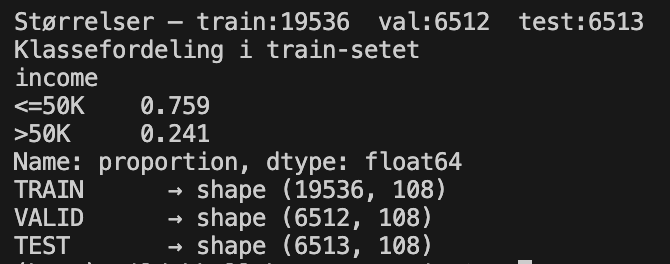 Størrelser – train:19536  val:6512  test:6513
Klassefordeling i train-setet
income
<=50K    0.759
>50K     0.241
Name: proportion, dtype: float64
TRAIN      → shape (19536, 108)
VALID      → shape (6512, 108)
TEST       → shape (6513, 108)